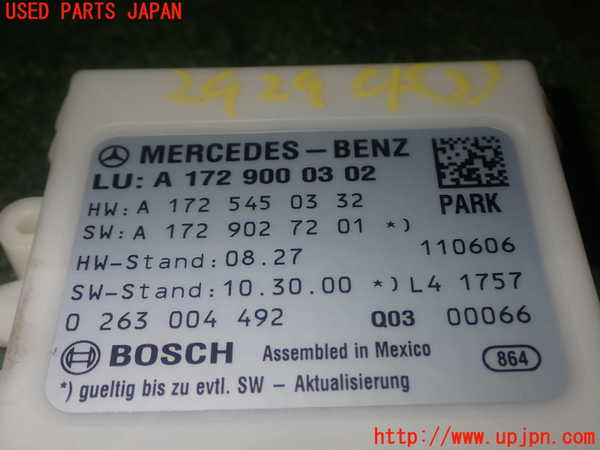 USED PARTS JAPAN
MERCEDES-BENZ
LU: A 172 900 03 02
HW: A 172 545 03 32
SW: A 172 902 72 01 *)
PARK
HW-Stand: 08.27
110606
SW-Stand: 10.30.00 *) L4 1757
0 263 004 492 Q03 00066
BOSCH Assembled in Mexico 864
*) gueltig bis zu evtl. SW - Aktualisierung
http://www.upjpn.com